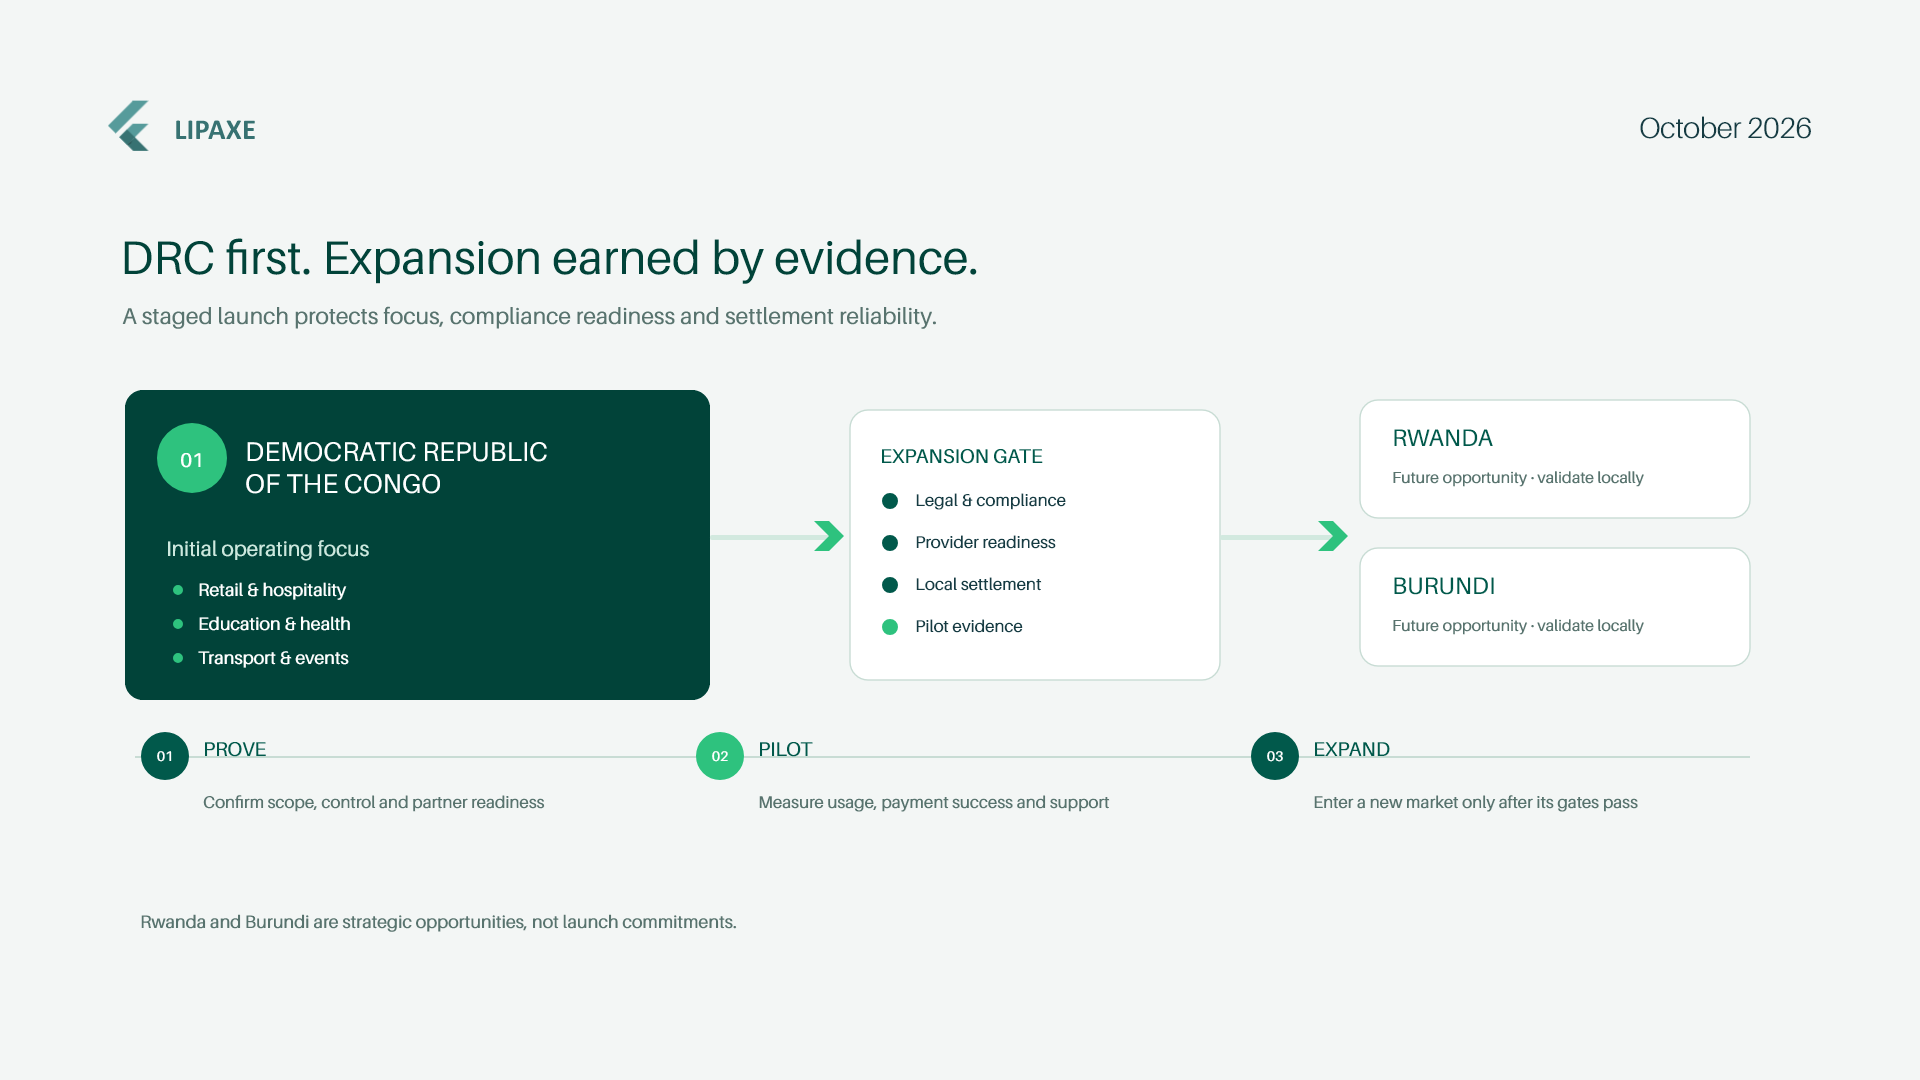 LIPAXE
October 2026
DRC first. Expansion earned by evidence.
A staged launch protects focus, compliance readiness and settlement reliability.
01
DEMOCRATIC REPUBLIC
OF THE CONGO
Initial operating focus
Retail & hospitality
Education & health
Transport & events
EXPANSION GATE
Legal & compliance
Provider readiness
Local settlement
Pilot evidence
RWANDA
Future opportunity · validate locally
BURUNDI
Future opportunity · validate locally
01 PROVE
Confirm scope, control and partner readiness
02 PILOT
Measure usage, payment success and support
03 EXPAND
Enter a new market only after its gates pass
Rwanda and Burundi are strategic opportunities, not launch commitments.